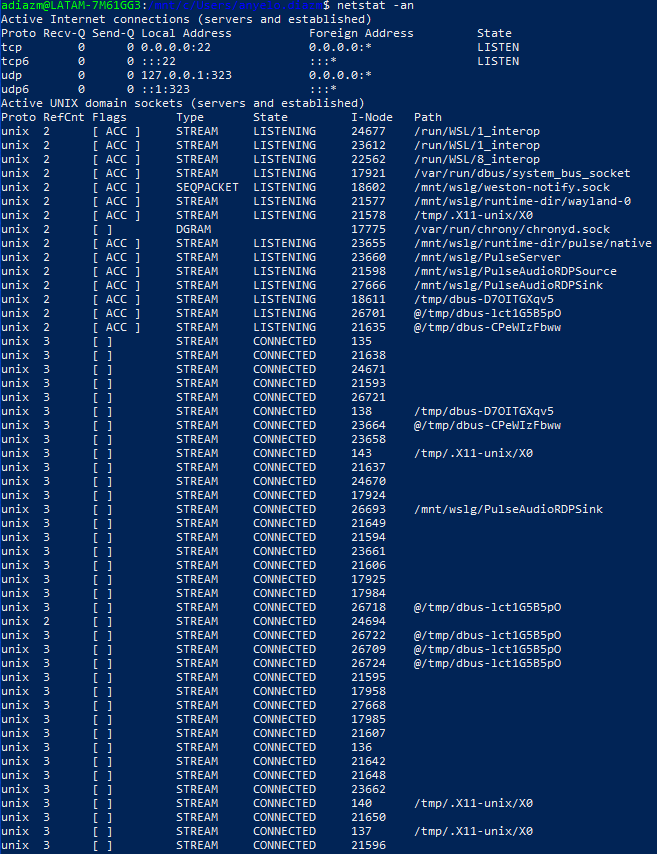 adiazm@LATAM-7M61GG3: $ netstat -an
Active Internet connections (servers and established)
Proto Recv-Q Send-Q Local Address Foreign Address State
tcp 0 0 0.0.0.0:22 0.0.0.0:* LISTEN
tcp6 0 0 :::22 :::* LISTEN
udp 0 0 127.0.0.1:323 0.0.0.0:*
udp6 0 0 ::1:323 :::*
Active UNIX domain sockets (servers and established)
Proto RefCnt Flags Type State I-Node Path
unix 2 [ ACC ] STREAM LISTENING 24677 /run/WSL/1_interop
unix 2 [ ACC ] STREAM LISTENING 23612 /run/WSL/1_interop
unix 2 [ ACC ] STREAM LISTENING 22562 /run/WSL/8_interop
unix 2 [ ACC ] STREAM LISTENING 17921 /var/run/dbus/system_bus_socket
unix 2 [ ACC ] SEQPACKET LISTENING 18602 /mnt/wslg/weston-notify.sock
unix 2 [ ACC ] STREAM LISTENING 21577 /mnt/wslg/runtime-dir/wayland-0
unix 2 [ ACC ] STREAM LISTENING 21578 /tmp/.X11-unix/X0
unix 2 [ ] DGRAM 17775 /var/run/chrony/chronyd.sock
unix 2 [ ACC ] STREAM LISTENING 23655 /mnt/wslg/runtime-dir/pulse/native
unix 2 [ ACC ] STREAM LISTENING 23660 /mnt/wslg/PulseServer
unix 2 [ ACC ] STREAM LISTENING 21598 /mnt/wslg/PulseAudioRDPSource
unix 2 [ ACC ] STREAM LISTENING 27666 /mnt/wslg/PulseAudioRDPSink
unix 2 [ ACC ] STREAM LISTENING 18611 /tmp/dbus-D7OITGXqv5
unix 2 [ ACC ] STREAM LISTENING 26701 @/tmp/dbus-lct1G5B5pO
unix 2 [ ACC ] STREAM LISTENING 21635 @/tmp/dbus-CPeWIzFbww
unix 3 [ ] STREAM CONNECTED 135
unix 3 [ ] STREAM CONNECTED 21638
unix 3 [ ] STREAM CONNECTED 24671
unix 3 [ ] STREAM CONNECTED 21593
unix 3 [ ] STREAM CONNECTED 26721
unix 3 [ ] STREAM CONNECTED 138 /tmp/dbus-D7OITGXqv5
unix 3 [ ] STREAM CONNECTED 23664 @/tmp/dbus-CPeWIzFbww
unix 3 [ ] STREAM CONNECTED 23658
unix 3 [ ] STREAM CONNECTED 143 /tmp/.X11-unix/X0
unix 3 [ ] STREAM CONNECTED 21637
unix 3 [ ] STREAM CONNECTED 24670
unix 3 [ ] STREAM CONNECTED 17924
unix 3 [ ] STREAM CONNECTED 26693 /mnt/wslg/PulseAudioRDPSink
unix 3 [ ] STREAM CONNECTED 21649
unix 3 [ ] STREAM CONNECTED 21594
unix 3 [ ] STREAM CONNECTED 23661
unix 3 [ ] STREAM CONNECTED 21606
unix 3 [ ] STREAM CONNECTED 17925
unix 3 [ ] STREAM CONNECTED 17984
unix 3 [ ] STREAM CONNECTED 26718 @/tmp/dbus-lct1G5B5pO
unix 2 [ ] STREAM CONNECTED 24694
unix 3 [ ] STREAM CONNECTED 26722 @/tmp/dbus-lct1G5B5pO
unix 3 [ ] STREAM CONNECTED 26709 @/tmp/dbus-lct1G5B5pO
unix 3 [ ] STREAM CONNECTED 26724 @/tmp/dbus-lct1G5B5pO
unix 3 [ ] STREAM CONNECTED 21595
unix 3 [ ] STREAM CONNECTED 17958
unix 3 [ ] STREAM CONNECTED 27668
unix 3 [ ] STREAM CONNECTED 17985
unix 3 [ ] STREAM CONNECTED 21607
unix 3 [ ] STREAM CONNECTED 136
unix 3 [ ] STREAM CONNECTED 21642
unix 3 [ ] STREAM CONNECTED 21648
unix 3 [ ] STREAM CONNECTED 23662
unix 3 [ ] STREAM CONNECTED 140 /tmp/.X11-unix/X0
unix 3 [ ] STREAM CONNECTED 21650
unix 3 [ ] STREAM CONNECTED 137 /tmp/.X11-unix/X0
unix 3 [ ] STREAM CONNECTED 21596